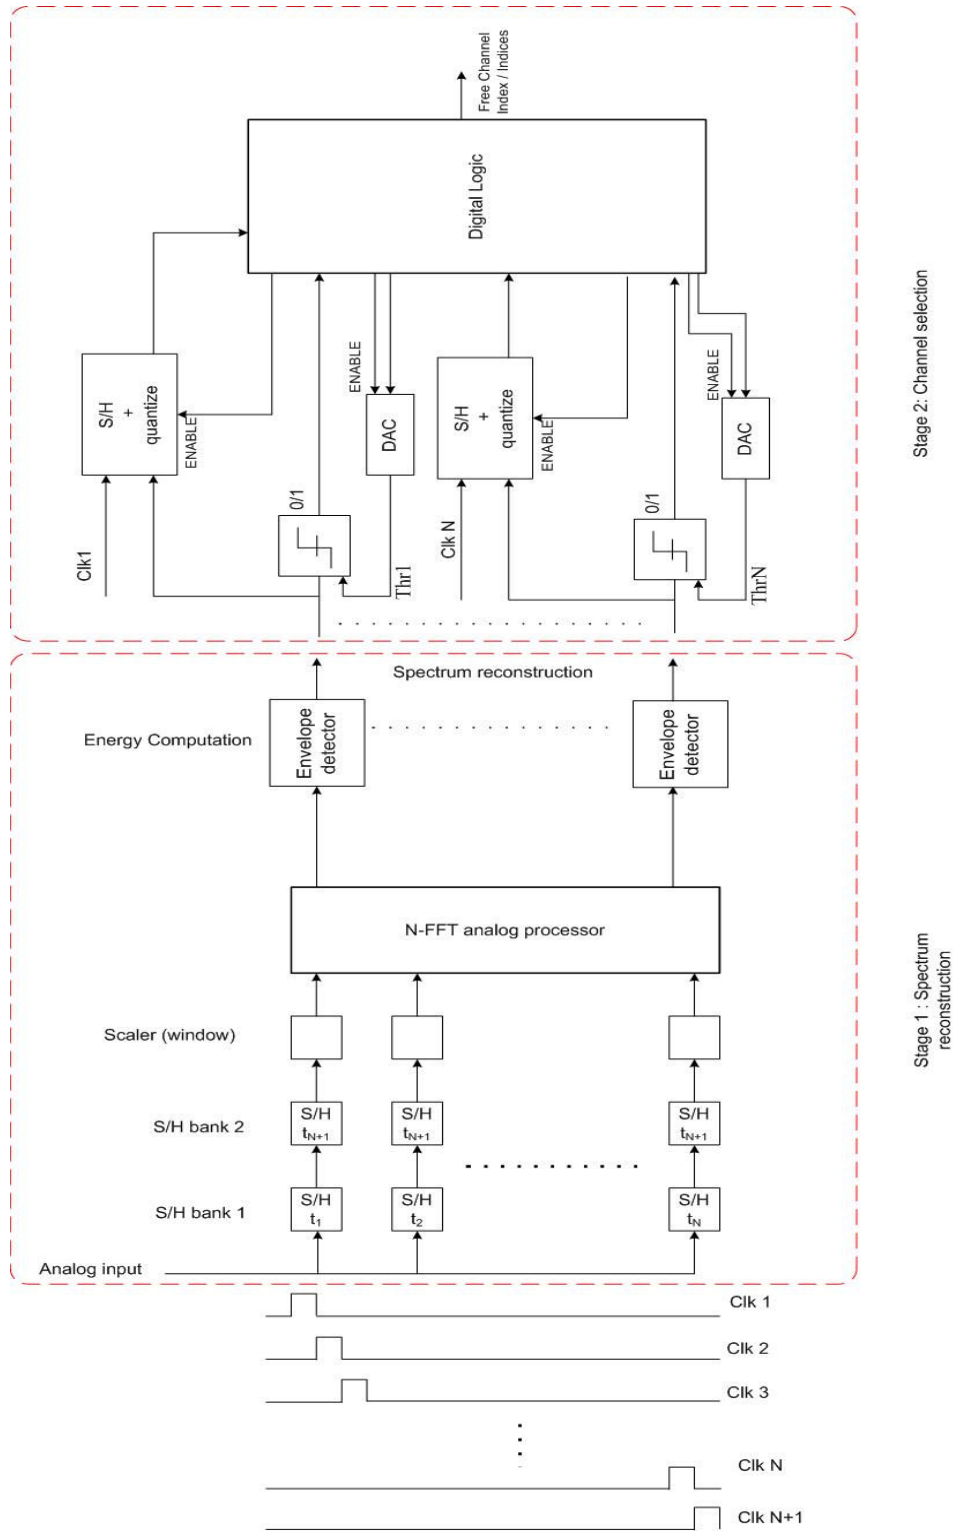 Free Channel
Index / Indices
Digital Logic
S/H
+
quantize
ENABLE
Clk1
0/1
Thr1
ENABLE
DAC
S/H
+
quantize
ENABLE
Clk N
0/1
ThrN
ENABLE
DAC
Stage 2: Channel selection
Spectrum reconstruction
Energy Computation
Envelope
detector
Envelope
detector
N-FFT analog processor
Scaler (window)
S/H bank 2
S/H
tN+1
S/H
tN+1
S/H
tN+1
S/H bank 1
S/H
t1
S/H
t2
S/H
tN
Analog input
Stage 1 : Spectrum
reconstruction
Clk 1
Clk 2
Clk 3
Clk N
Clk N+1